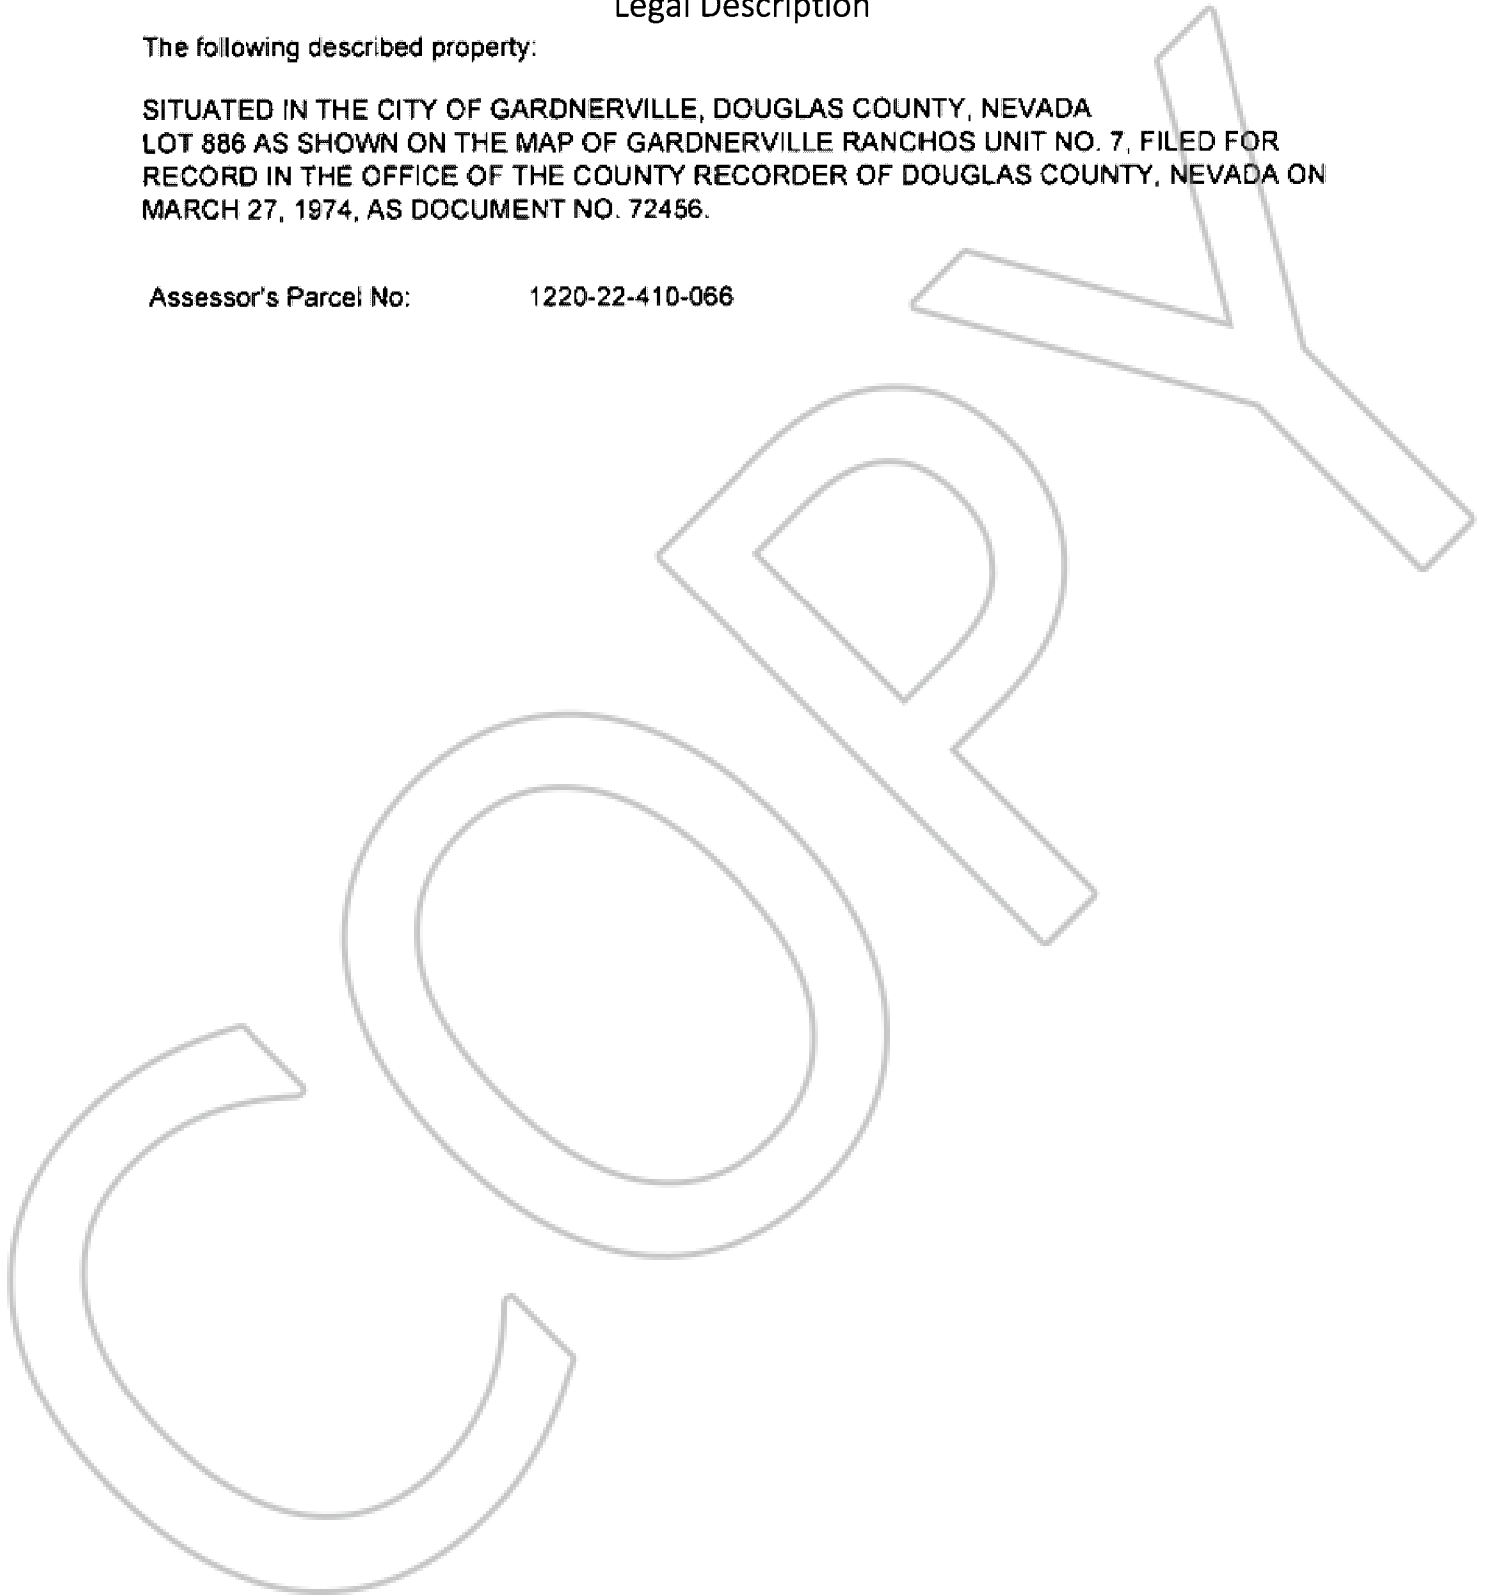 Legal Description
The following described property:
SITUATED IN THE CITY OF GARDNERVILLE, DOUGLAS COUNTY, NEVADA
LOT 886 AS SHOWN ON THE MAP OF GARDNERVILLE RANCHOS UNIT NO. 7, FILED FOR
RECORD IN THE OFFICE OF THE COUNTY RECORDER OF DOUGLAS COUNTY, NEVADA ON
MARCH 27, 1974, AS DOCUMENT NO. 72456.
Assessor's Parcel No: 1220-22-410-066
COPY